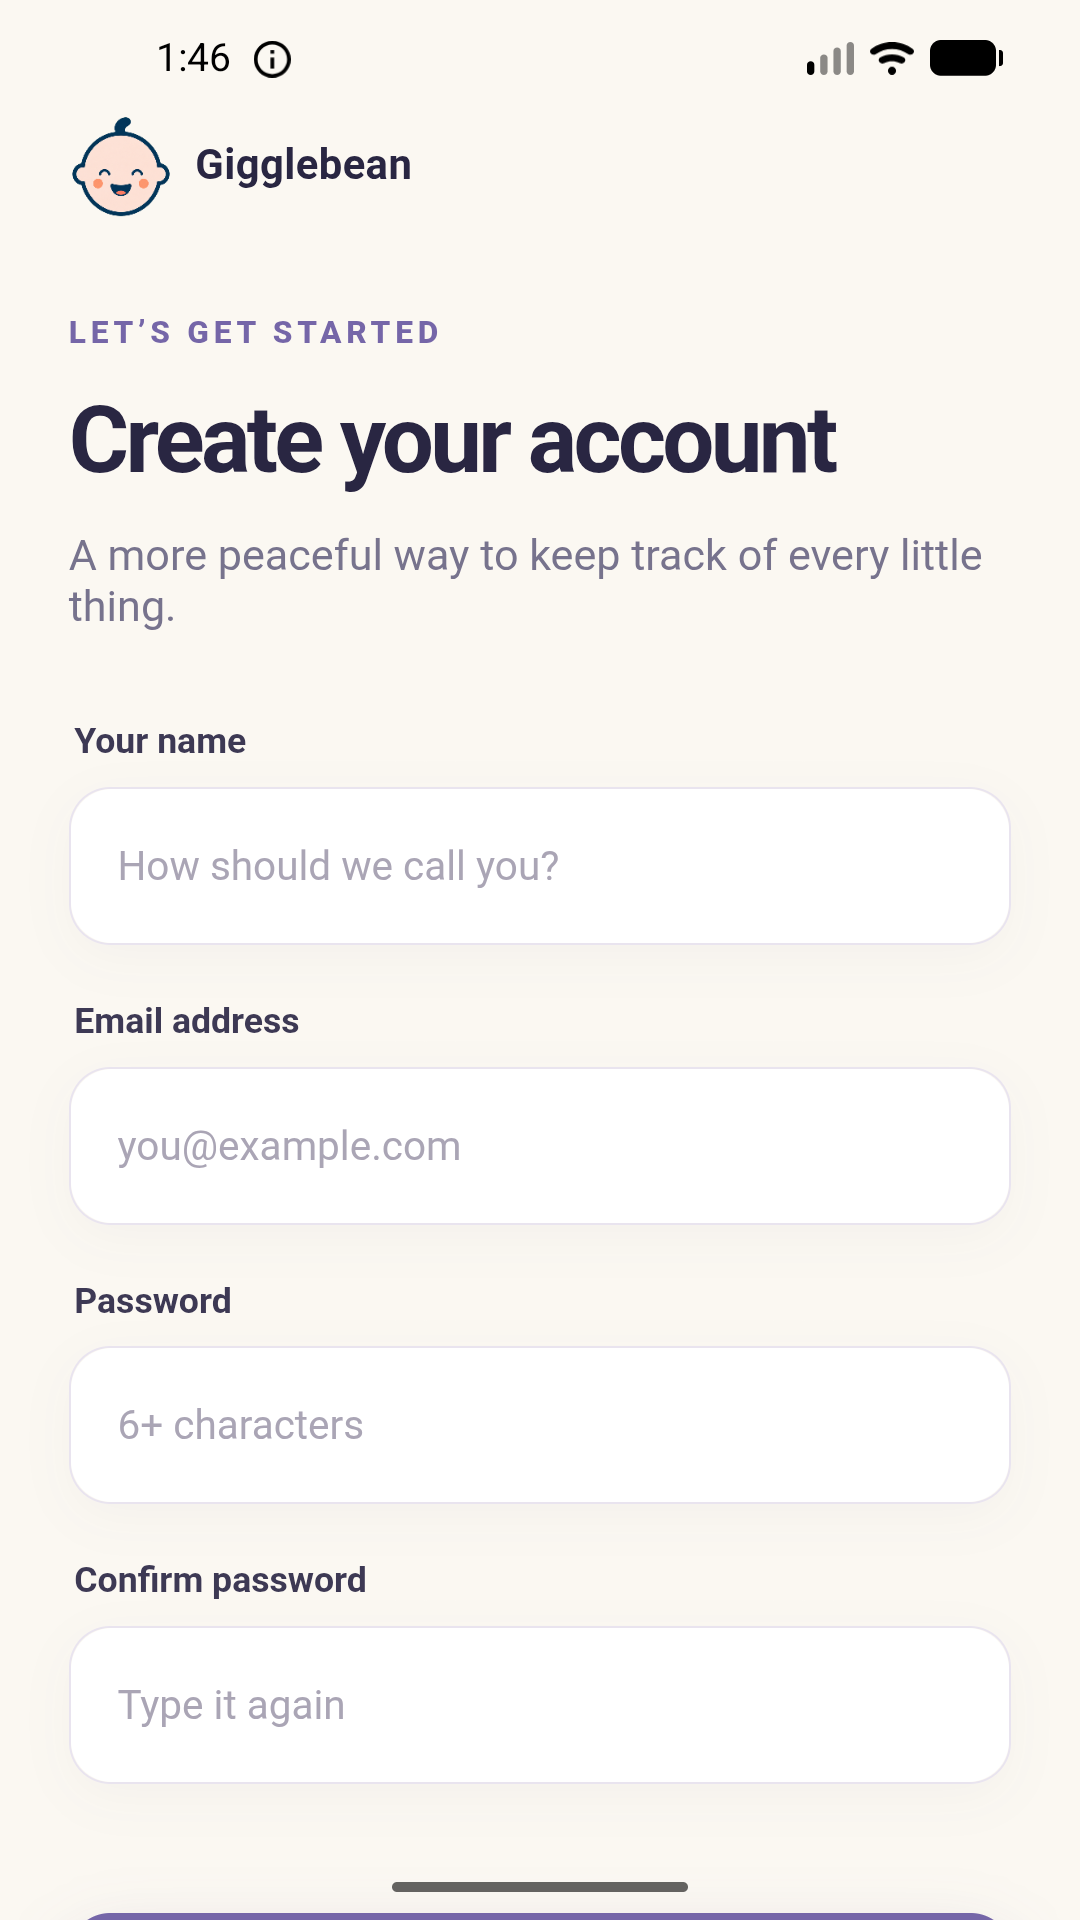 1:46
Gigglebean
LET’S GET STARTED
Create your account
A more peaceful way to keep track of every little
thing.
Your name
How should we call you?
Email address
you@example.com
Password
6+ characters
Confirm password
Type it again